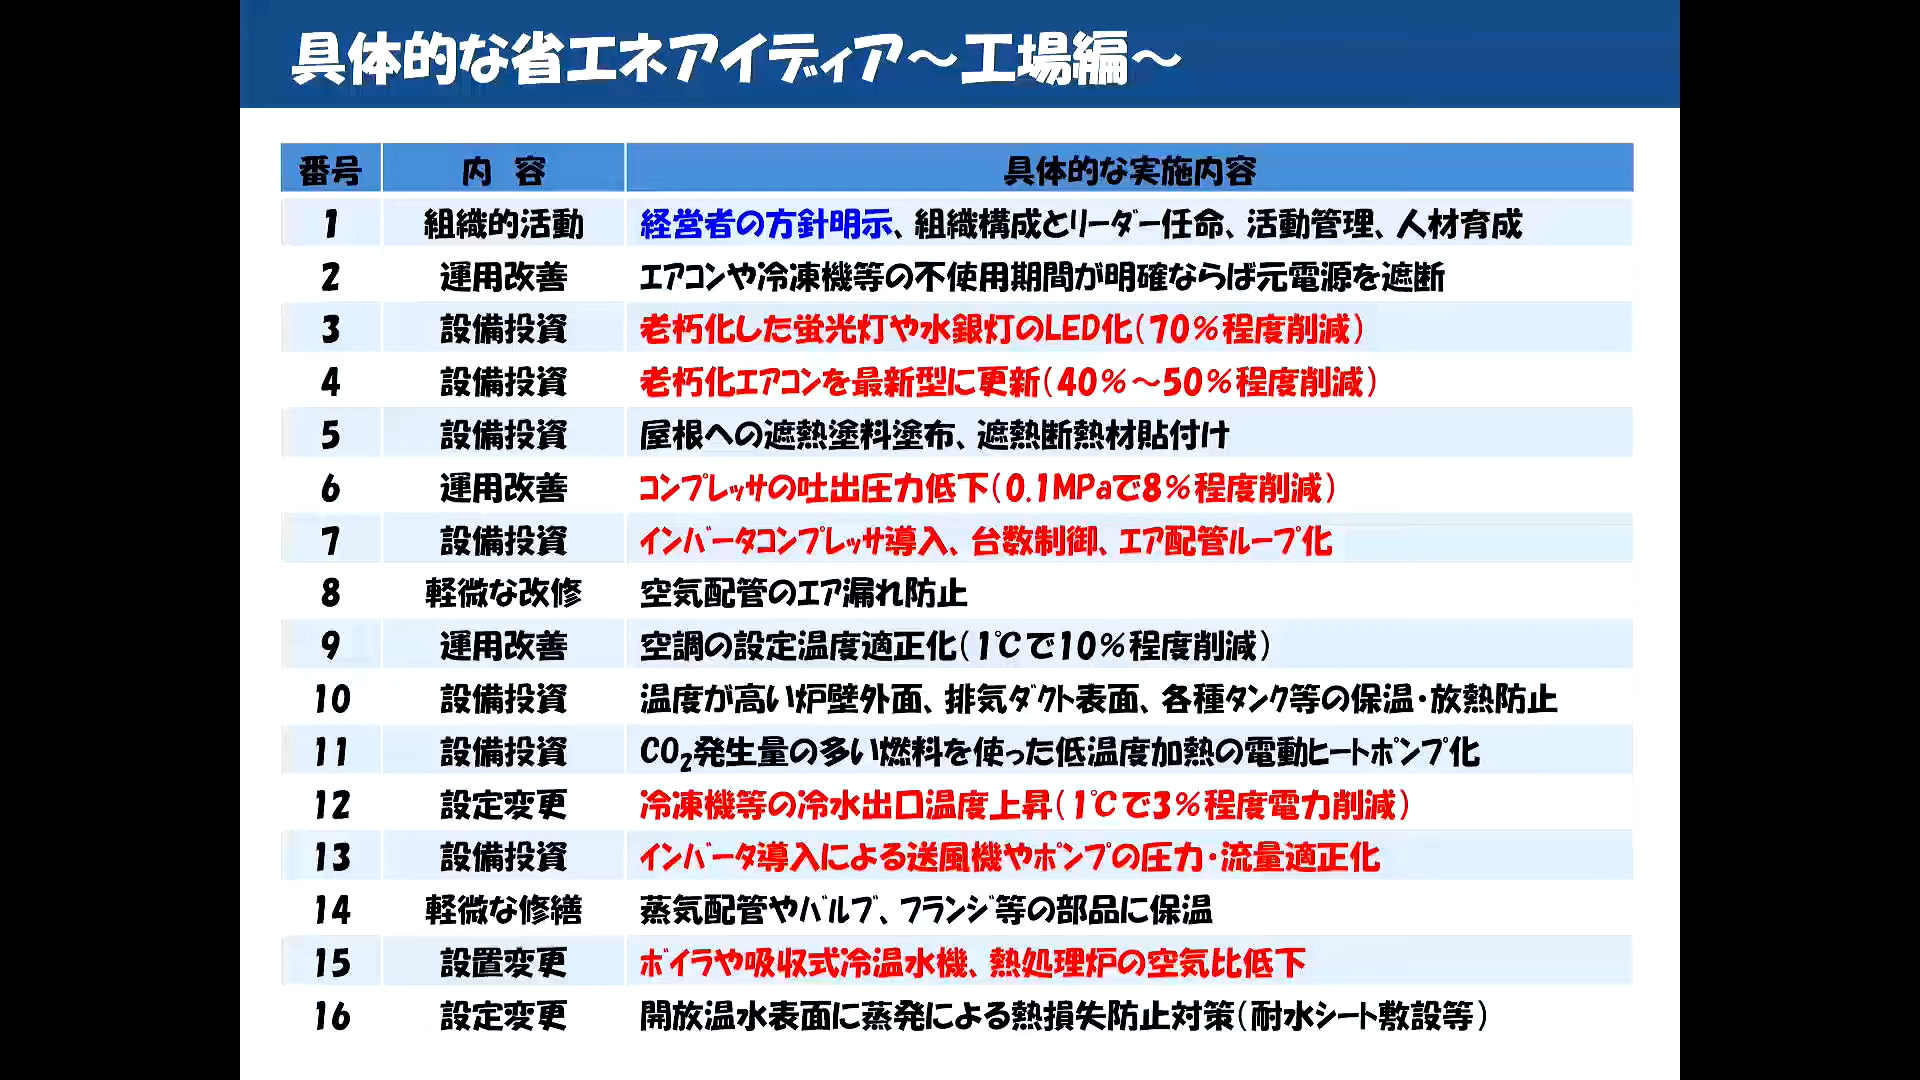 具体的な省エネアイディア～工場編～
番号 内 容 具体的な実施内容
1 組織的活動 経営者の方針明示、組織構成とﾘｰﾀﾞｰ任命、活動管理、人材育成
2 運用改善 ｴｱｺﾝや冷凍機等の不使用期間が明確ならば元電源を遮断
3 設備投資 老朽化した蛍光灯や水銀灯のLED化(70％程度削減)
4 設備投資 老朽化ｴｱｺﾝを最新型に更新(40％～50％程度削減)
5 設備投資 屋根への遮熱塗料塗布、遮熱断熱材貼付け
6 運用改善 ｺﾝﾌﾟﾚｯｻの吐出圧力低下(0.1MPaで8％程度削減)
7 設備投資 ｲﾝﾊﾞｰﾀｺﾝﾌﾟﾚｯｻ導入、台数制御、ｴｱ配管ﾙｰﾌﾟ化
8 軽微な改修 空気配管のｴｱ漏れ防止
9 運用改善 空調の設定温度適正化(1℃で10％程度削減)
10 設備投資 温度が高い炉壁外面、排気ﾀﾞｸﾄ表面、各種ﾀﾝｸ等の保温・放熱防止
11 設備投資 CO₂発生量の多い燃料を使った低温度加熱の電動ﾋｰﾄﾎﾟﾝﾌﾟ化
12 設定変更 冷凍機等の冷水出口温度上昇(1℃で3％程度電力削減)
13 設備投資 ｲﾝﾊﾞｰﾀ導入による送風機やﾎﾟﾝﾌﾟの圧力・流量適正化
14 軽微な修繕 蒸気配管やﾊﾞﾙﾌﾞ、ﾌﾗﾝｼﾞ等の部品に保温
15 設置変更 ﾎﾞｲﾗや吸収式冷温水機、熱処理炉の空気比低下
16 設定変更 開放温水表面に蒸発による熱損失防止対策(耐水ｼｰﾄ敷設等)